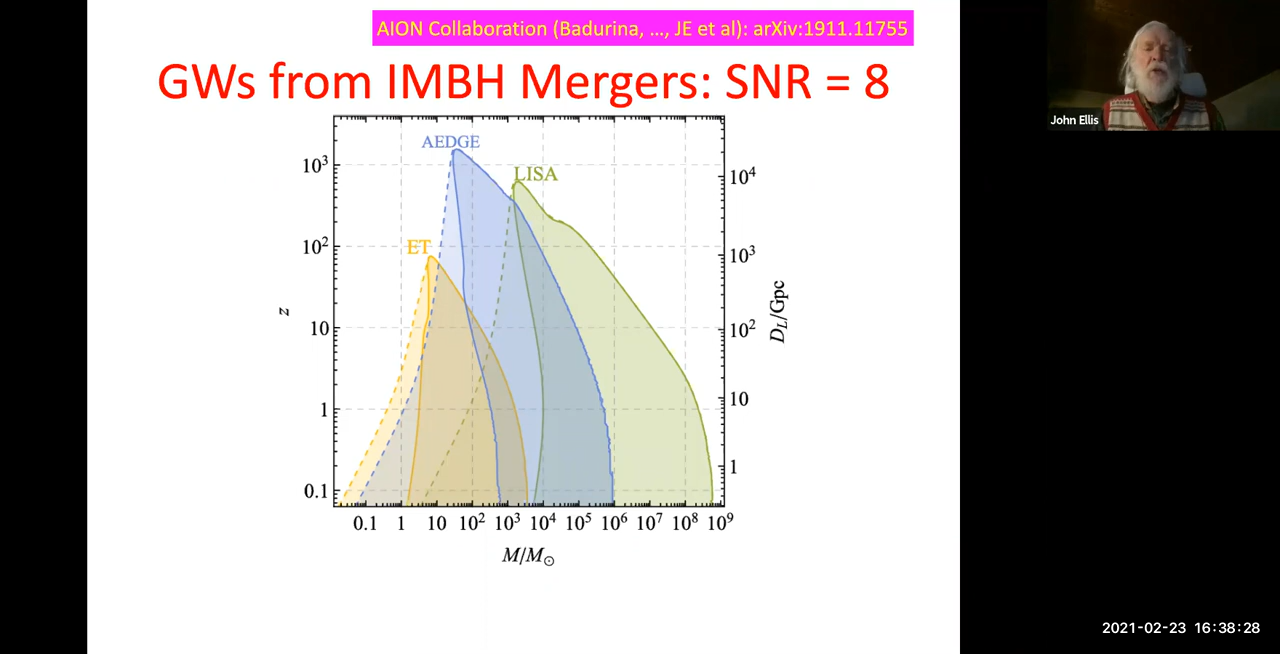 AION Collaboration (Badurina, ..., JE et al): arXiv:1911.11755
GWs from IMBH Mergers: SNR = 8
John Ellis
AEDGE
LISA
ET
10³
10²
10
1
0.1
z
10⁴
10³
10²
10
1
D_L/Gpc
0.1 1 10 10² 10³ 10⁴ 10⁵ 10⁶ 10⁷ 10⁸ 10⁹
M/M⊙
2021-02-23 16:38:28